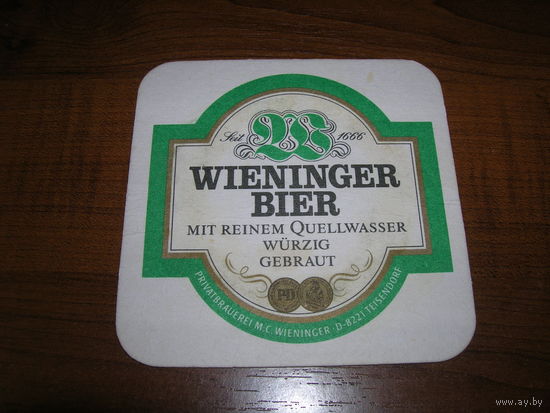 Seit 1666
WIENINGER
BIER
MIT REINEM QUELLWASSER
WÜRZIG
GEBRAUT
PRIVATBRAUEREI M.C. WIENINGER · D-8221 TEISENDORF
www.ay.by